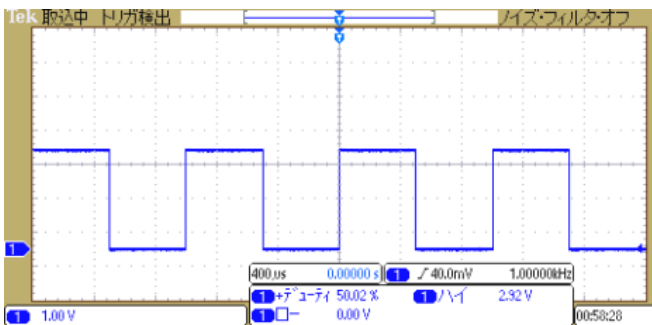 Tek 取込中 トリガ検出 ノイズ・フィルタ・オフ
1
400us 0.00000 s 1 40.0mV 1.00000kHz
1 +デューティ 50.02 % 1 ハイ 2.92 V
1 1.00 V 1 ロー 0.00 V 00:58:28